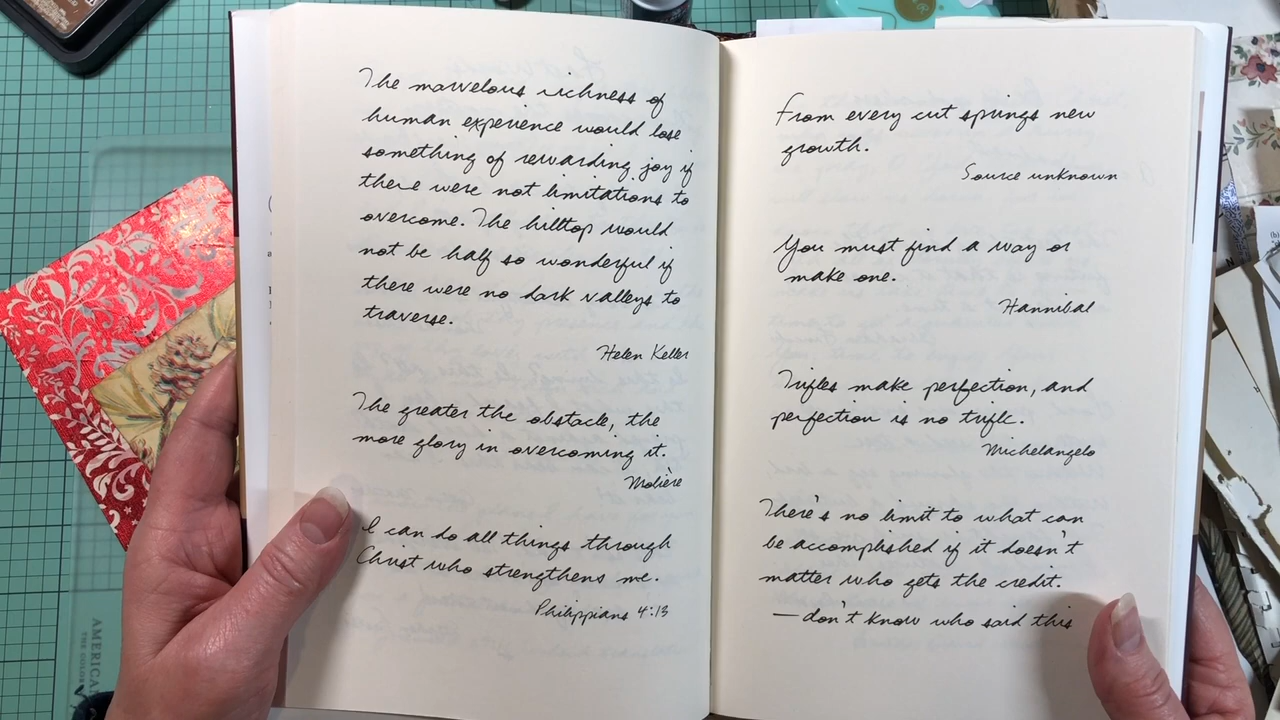 The marvelous richness of
human experience would lose
something of rewarding joy if
there were not limitations to
overcome. The hilltop would
not be half so wonderful if
there were no dark valleys to
traverse.
Helen Keller
The greater the obstacle, the
more glory in overcoming it.
Molière
I can do all things through
Christ who strengthens me.
Philippians 4:13
From every cut springs new
growth.
Source unknown
You must find a way or
make one.
Hannibal
Trifles make perfection, and
perfection is no trifle.
Michelangelo
There's no limit to what can
be accomplished if it doesn't
matter who gets the credit.
— don't know who said this
AMERICA
THE COLOR